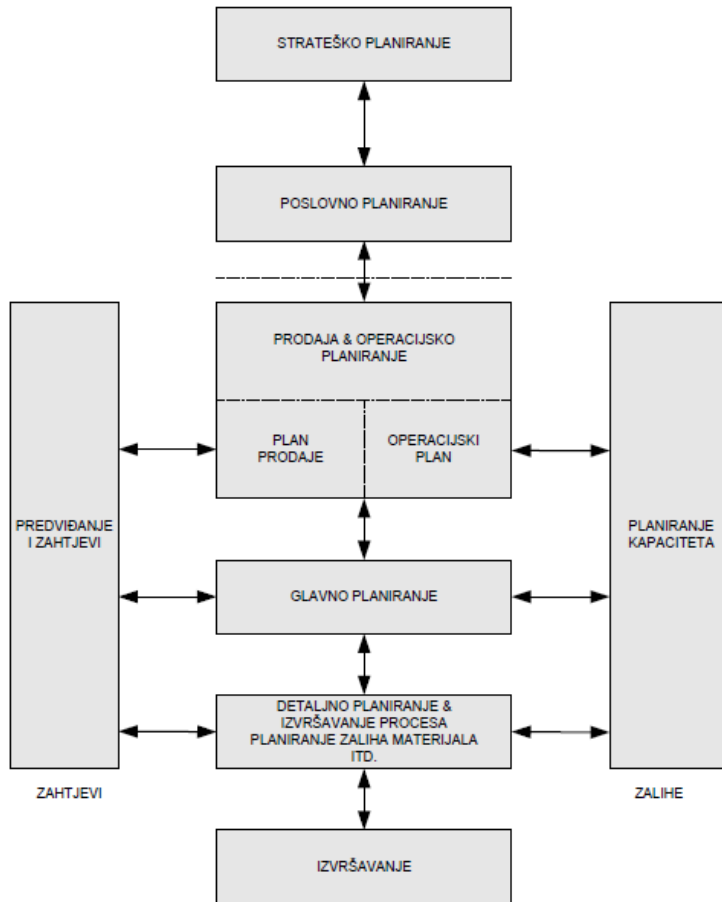 STRATEŠKO PLANIRANJE
POSLOVNO PLANIRANJE
PRODAJA & OPERACIJSKO
PLANIRANJE
PLAN
PRODAJE
OPERACIJSKI
PLAN
PREDVIĐANJE
I ZAHTJEVI
PLANIRANJE
KAPACITETA
GLAVNO PLANIRANJE
DETALJNO PLANIRANJE &
IZVRŠAVANJE PROCESA
PLANIRANJE ZALIHA MATERIJALA
ITD.
ZAHTJEVI
ZALIHE
IZVRŠAVANJE